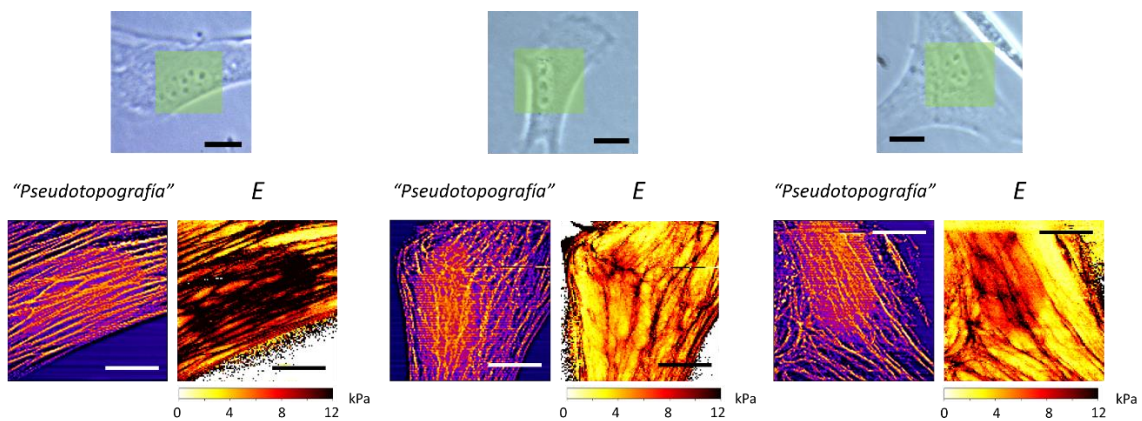 “Pseudotopografía” E “Pseudotopografía” E “Pseudotopografía” E
0 4 8 12 kPa 0 4 8 12 kPa 0 4 8 12 kPa